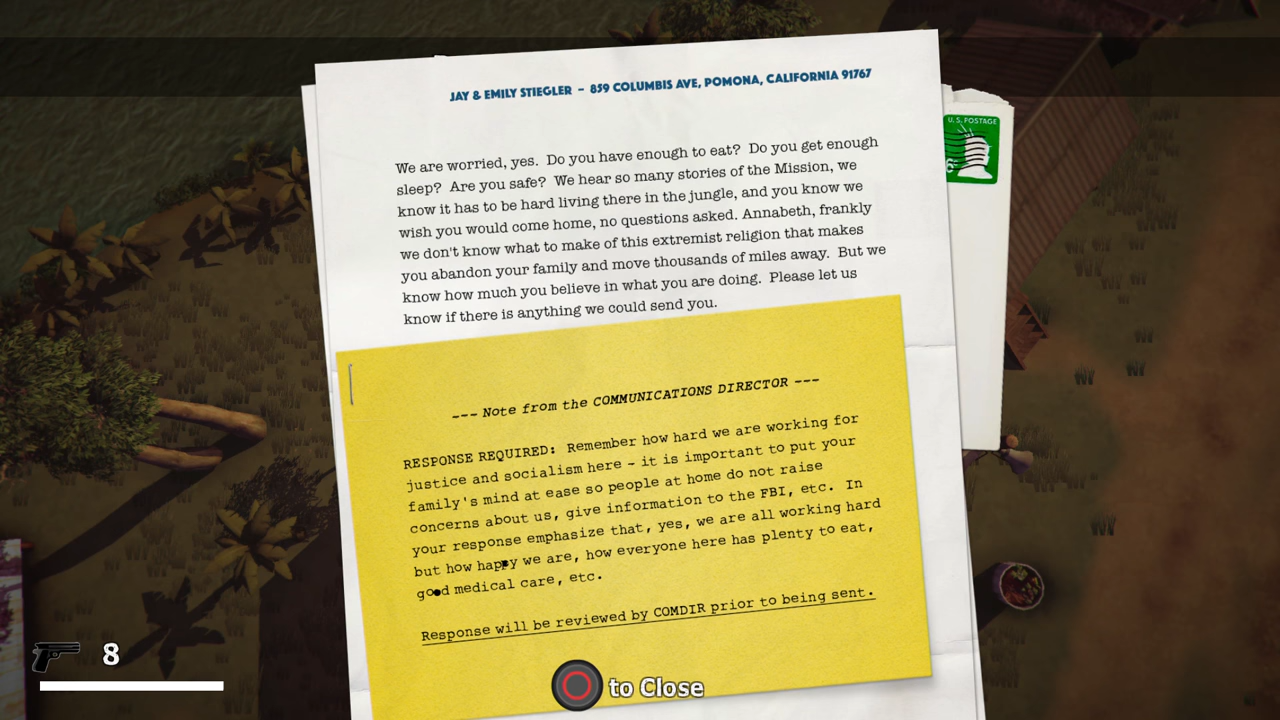 JAY & EMILY STIEGLER – 859 COLUMBIS AVE, POMONA, CALIFORNIA 91767
U.S. POSTAGE
6¢
We are worried, yes.  Do you have enough to eat?  Do you get enough
sleep?  Are you safe?  We hear so many stories of the Mission, we
know it has to be hard living there in the jungle, and you know we
wish you would come home, no questions asked. Annabeth, frankly
we don't know what to make of this extremist religion that makes
you abandon your family and move thousands of miles away.  But we
know how much you believe in what you are doing.  Please let us
know if there is anything we could send you.
--- Note from the COMMUNICATIONS DIRECTOR ---
RESPONSE REQUIRED:  Remember how hard we are working for
justice and socialism here – it is important to put your
family's mind at ease so people at home do not raise
concerns about us, give information to the FBI, etc.  In
your response emphasize that, yes, we are all working hard
but how happy we are, how everyone here has plenty to eat,
good medical care, etc.
Response will be reviewed by COMDIR prior to being sent.
8
to Close